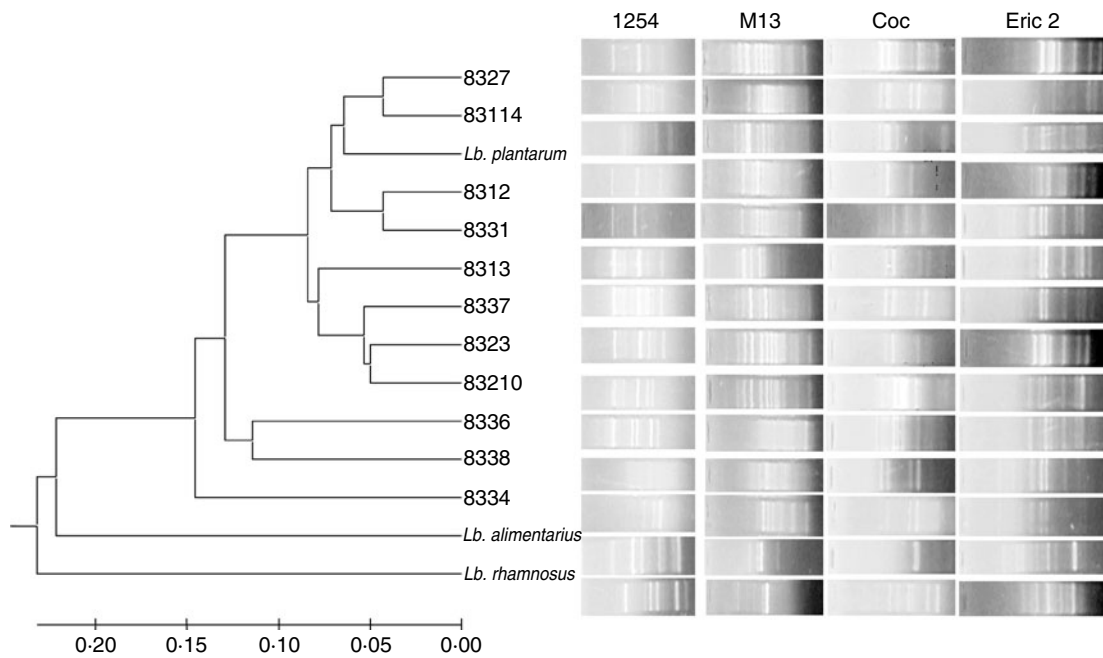 1254 M13 Coc Eric 2
8327
83114
Lb. plantarum
8312
8331
8313
8337
8323
83210
8336
8338
8334
Lb. alimentarius
Lb. rhamnosus
0·20 0·15 0·10 0·05 0·00